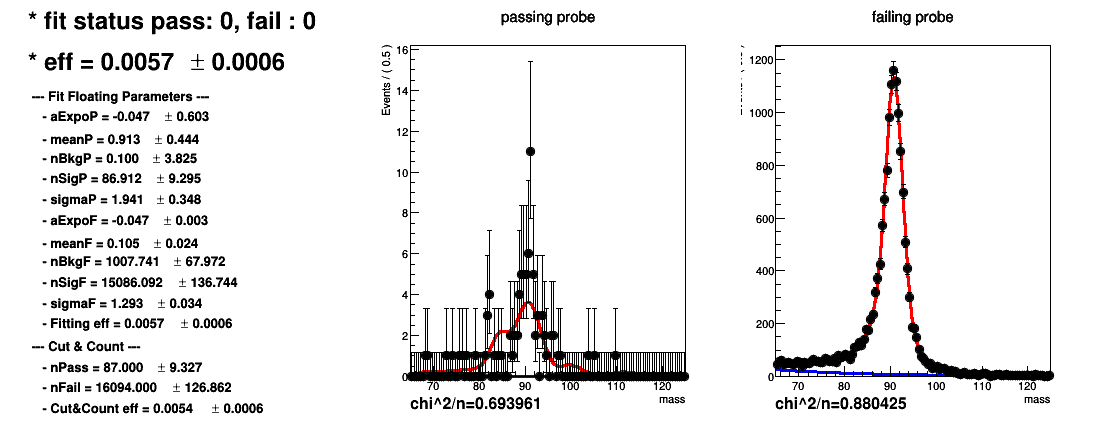 * fit status pass: 0, fail : 0
* eff = 0.0057 ± 0.0006
--- Fit Floating Parameters ---
- aExpoP = -0.047 ± 0.603
- meanP = 0.913 ± 0.444
- nBkgP = 0.100 ± 3.825
- nSigP = 86.912 ± 9.295
- sigmaP = 1.941 ± 0.348
- aExpoF = -0.047 ± 0.003
- meanF = 0.105 ± 0.024
- nBkgF = 1007.741 ± 67.972
- nSigF = 15086.092 ± 136.744
- sigmaF = 1.293 ± 0.034
- Fitting eff = 0.0057 ± 0.0006
--- Cut & Count ---
- nPass = 87.000 ± 9.327
- nFail = 16094.000 ± 126.862
- Cut&Count eff = 0.0054 ± 0.0006
passing probe
Events / ( 0.5 )
16
14
12
10
8
6
4
2
0
70 80 90 100 110 120
mass
chi^2/n=0.693961
failing probe
1200
1000
800
600
400
200
0
70 80 90 100 110 120
mass
chi^2/n=0.880425